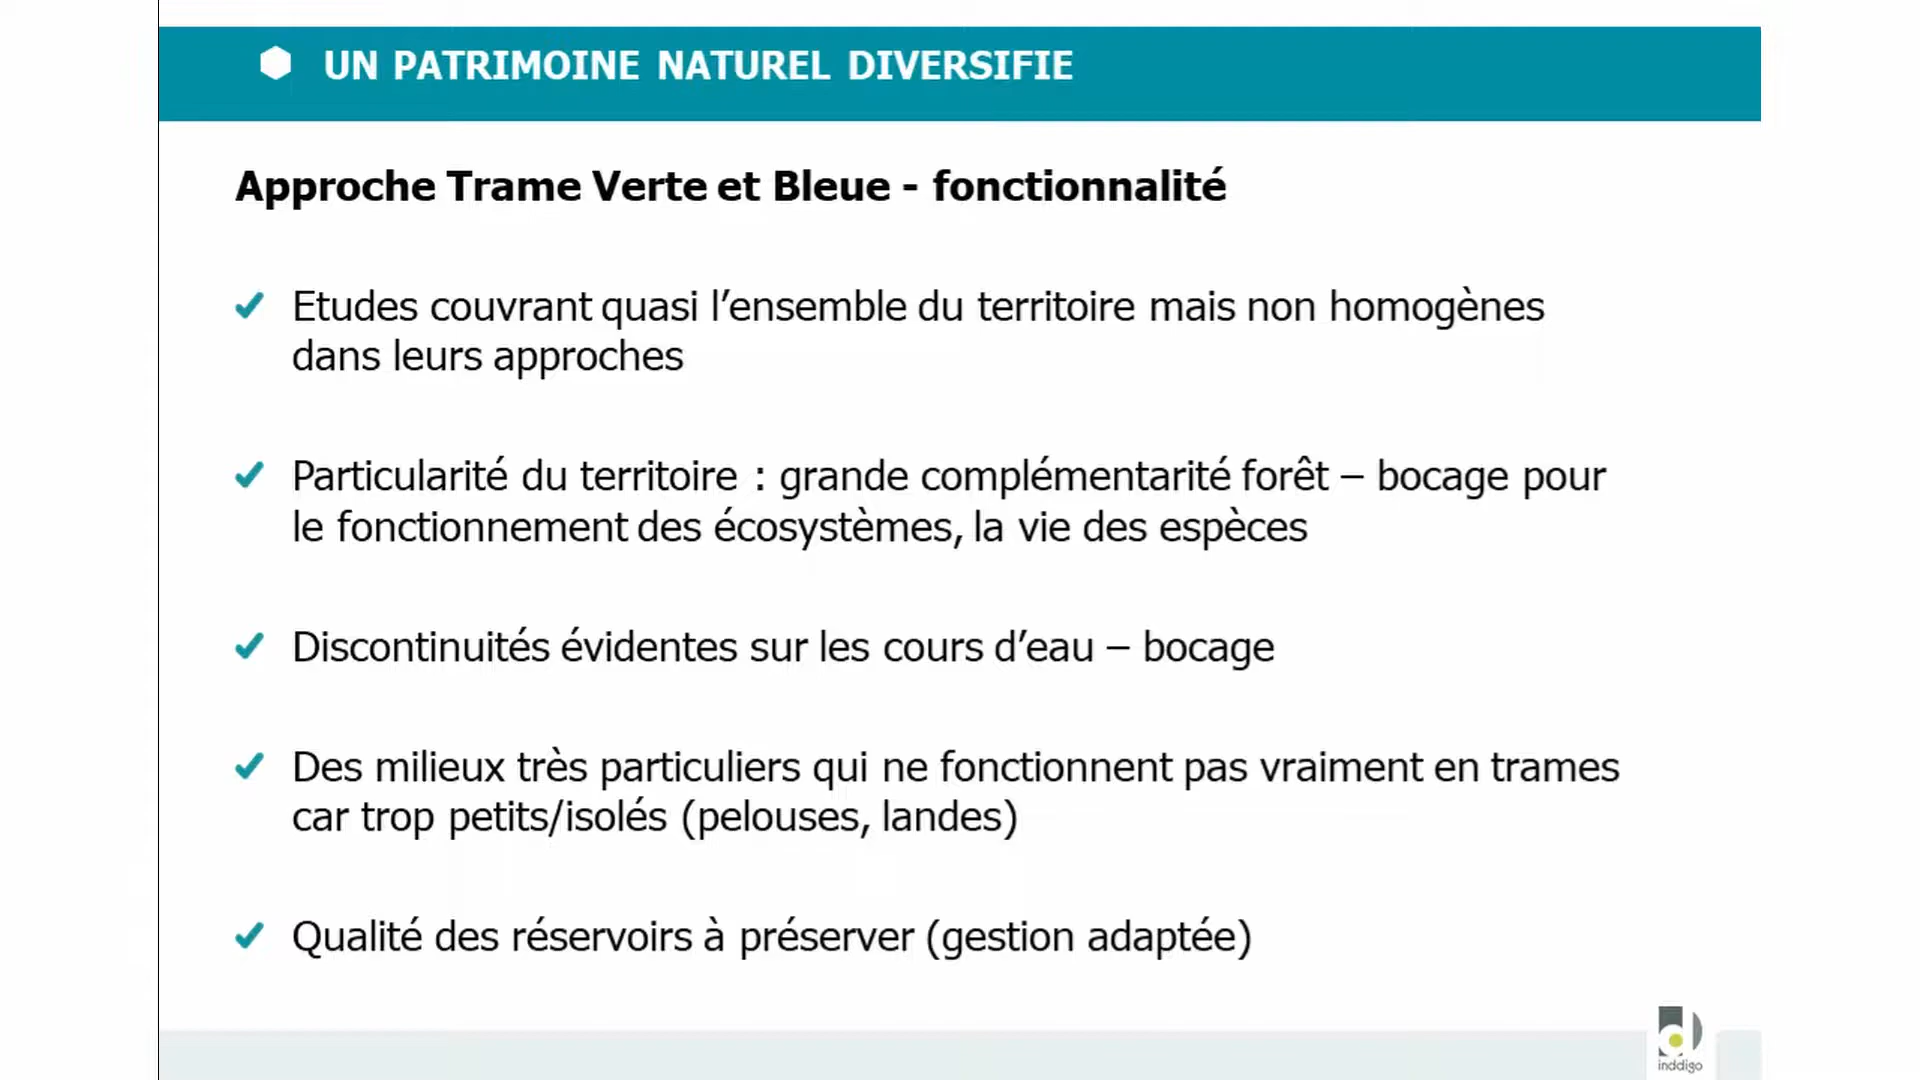 UN PATRIMOINE NATUREL DIVERSIFIE
Approche Trame Verte et Bleue - fonctionnalité
Etudes couvrant quasi l’ensemble du territoire mais non homogènes
dans leurs approches
Particularité du territoire : grande complémentarité forêt – bocage pour
le fonctionnement des écosystèmes, la vie des espèces
Discontinuités évidentes sur les cours d’eau – bocage
Des milieux très particuliers qui ne fonctionnent pas vraiment en trames
car trop petits/isolés (pelouses, landes)
Qualité des réservoirs à préserver (gestion adaptée)
inddigo